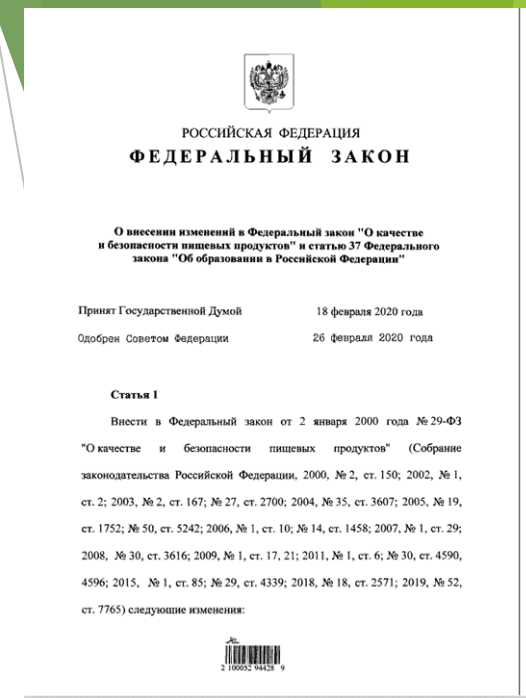 РОССИЙСКАЯ ФЕДЕРАЦИЯ
ФЕДЕРАЛЬНЫЙ ЗАКОН
О внесении изменений в Федеральный закон "О качестве
и безопасности пищевых продуктов" и статью 37 Федерального
закона "Об образовании в Российской Федерации"
Принят Государственной Думой 18 февраля 2020 года
Одобрен Советом Федерации 26 февраля 2020 года
Статья 1
Внести в Федеральный закон от 2 января 2000 года № 29-ФЗ
"О качестве и безопасности пищевых продуктов" (Собрание
законодательства Российской Федерации, 2000, № 2, ст. 150; 2002, № 1,
ст. 2; 2003, № 2, ст. 167; № 27, ст. 2700; 2004, № 35, ст. 3607; 2005, № 19,
ст. 1752; № 50, ст. 5242; 2006, № 1, ст. 10; № 14, ст. 1458; 2007, № 1, ст. 29;
2008, № 30, ст. 3616; 2009, № 1, ст. 17, 21; 2011, № 1, ст. 6; № 30, ст. 4590,
4596; 2015, № 1, ст. 85; № 29, ст. 4339; 2018, № 18, ст. 2571; 2019, № 52,
ст. 7765) следующие изменения:
2 100052 94428 9